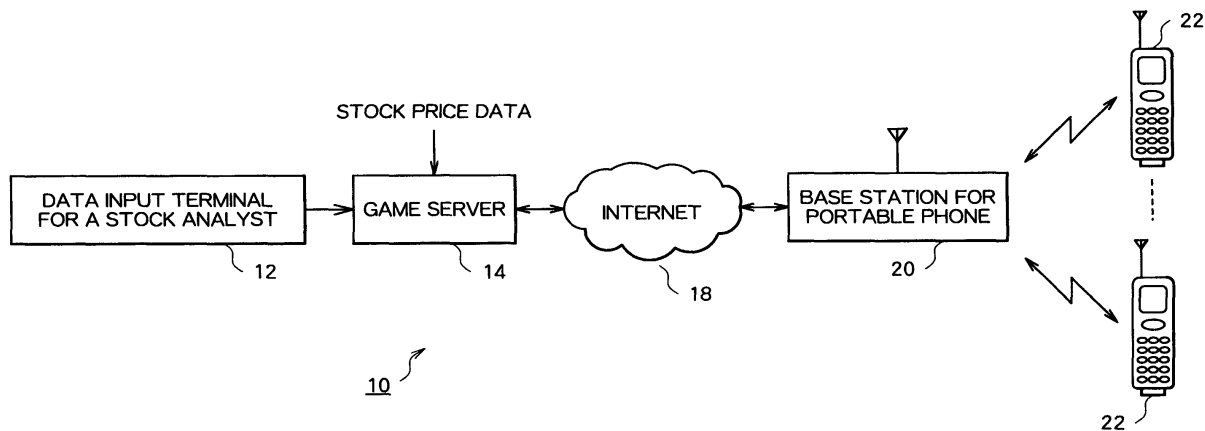 22
STOCK PRICE DATA
DATA INPUT TERMINAL
FOR A STOCK ANALYST
GAME SERVER
INTERNET
BASE STATION FOR
PORTABLE PHONE
12
14
18
20
10
22